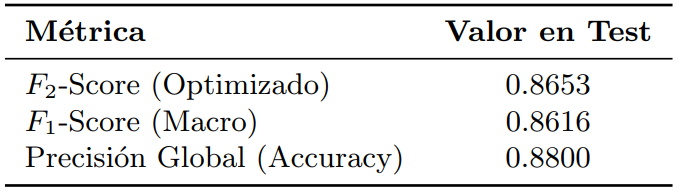 Métrica Valor en Test
F₂-Score (Optimizado) 0.8653
F₁-Score (Macro) 0.8616
Precisión Global (Accuracy) 0.8800